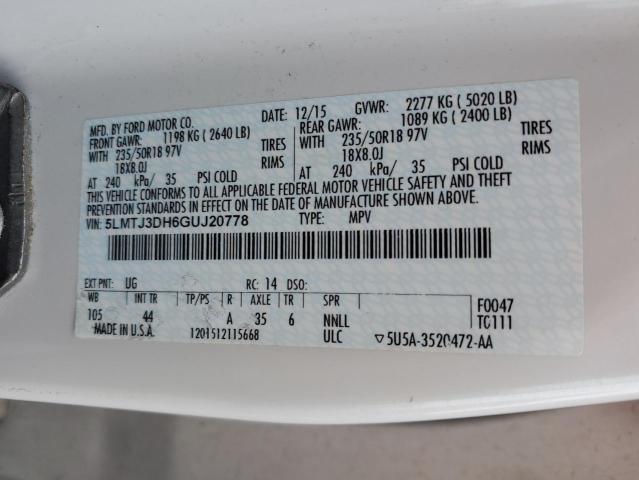 MFD. BY FORD MOTOR CO. DATE: 12/15 GVWR: 2277 KG ( 5020 LB)
FRONT GAWR: 1198 KG ( 2640 LB) REAR GAWR: 1089 KG ( 2400 LB)
WITH 235/50R18 97V TIRES WITH 235/50R18 97V TIRES
18X8.0J RIMS 18X8.0J RIMS
AT 240 kPa/ 35 PSI COLD AT 240 kPa/ 35 PSI COLD
THIS VEHICLE CONFORMS TO ALL APPLICABLE FEDERAL MOTOR VEHICLE SAFETY AND THEFT
PREVENTION STANDARDS IN EFFECT ON THE DATE OF MANUFACTURE SHOWN ABOVE.
VIN: 5LMTJ3DH6GUJ20778 TYPE: MPV
EXT PNT: UG RC: 14 DSO:
WB INT TR TP/PS R AXLE TR SPR F0047
105 44 A 35 6 NNLL TC111
MADE IN U.S.A. 1201512115668 ULC ▽5U5A-3520472-AA